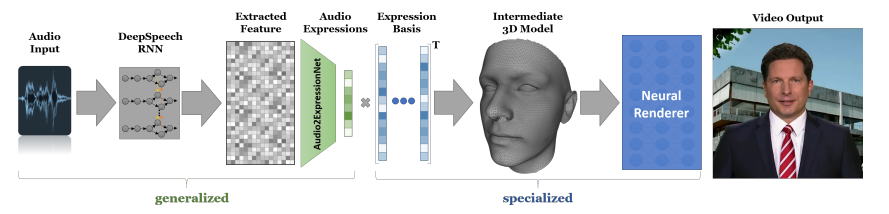 Audio
Input
DeepSpeech
RNN
Extracted
Feature
Audio
Expressions
Expression
Basis
Intermediate
3D Model
Video Output
Audio2ExpressionNet
T
Neural
Renderer
generalized
specialized